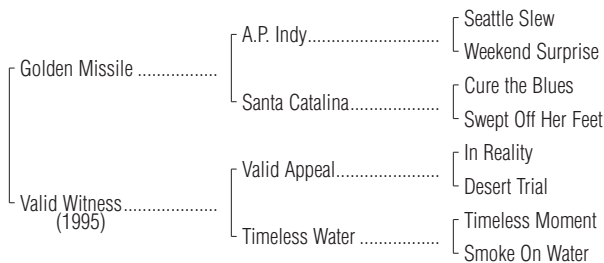 Seattle Slew
A.P. Indy
Weekend Surprise
Golden Missile
Cure the Blues
Santa Catalina
Swept Off Her Feet
In Reality
Valid Appeal
Desert Trial
Valid Witness
(1995)
Timeless Moment
Timeless Water
Smoke On Water